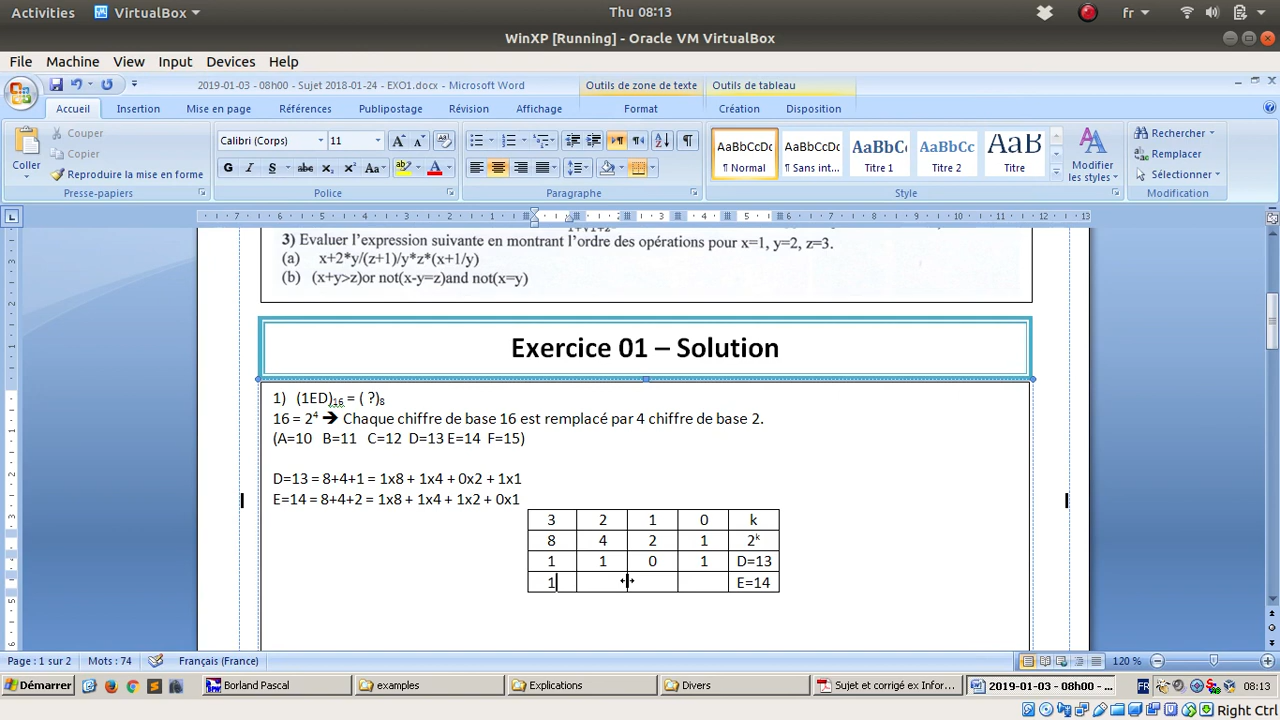 Activities VirtualBox Thu 08:13 fr
WinXP [Running] - Oracle VM VirtualBox
File Machine View Input Devices Help
2019-01-03 - 08h00 - Sujet 2018-01-24 - EXO1.docx - Microsoft Word Outils de zone de texte Outils de tableau
Accueil Insertion Mise en page Références Publipostage Révision Affichage Format Création Disposition
Coller
Couper
Copier
Reproduire la mise en forme
Presse-papiers
Calibri (Corps) 11
Police
Paragraphe
¶ Normal ¶ Sans int... Titre 1 Titre 2 Titre
Modifier les styles
Style
Rechercher
Remplacer
Sélectionner
Modification
3) Evaluer l'expression suivante en montrant l'ordre des opérations pour x=1, y=2, z=3.
(a) x+2*y/(z+1)/y*z*(x+1/y)
(b) (x+y>z)or not(x-y=z)and not(x=y)
Exercice 01 – Solution
1) (1ED)16 = ( ?)8
16 = 2⁴ ➔ Chaque chiffre de base 16 est remplacé par 4 chiffre de base 2.
(A=10 B=11 C=12 D=13 E=14 F=15)
D=13 = 8+4+1 = 1x8 + 1x4 + 0x2 + 1x1
E=14 = 8+4+2 = 1x8 + 1x4 + 1x2 + 0x1
3 2 1 0 k
8 4 2 1 2ᵏ
1 1 0 1 D=13
1 E=14
Page : 1 sur 2 Mots : 74 Français (France) 120 %
Démarrer Borland Pascal examples Explications Divers Sujet et corrigé ex Infor... 2019-01-03 - 08h00 - ... FR 08:13
Right Ctrl